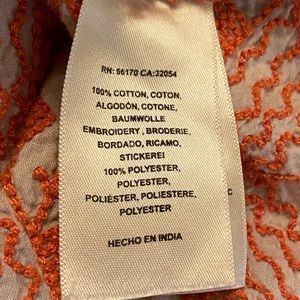 RN: 66170 CA:32054
100% COTTON, COTON,
ALGODÓN, COTONE,
BAUMWOLLE
EMBROIDERY, BRODERIE,
BORDADO, RICAMO,
STICKEREI
100% POLYESTER,
POLYESTER,
POLIÉSTER, POLIESTERE,
POLYESTER
HECHO EN INDIA
C